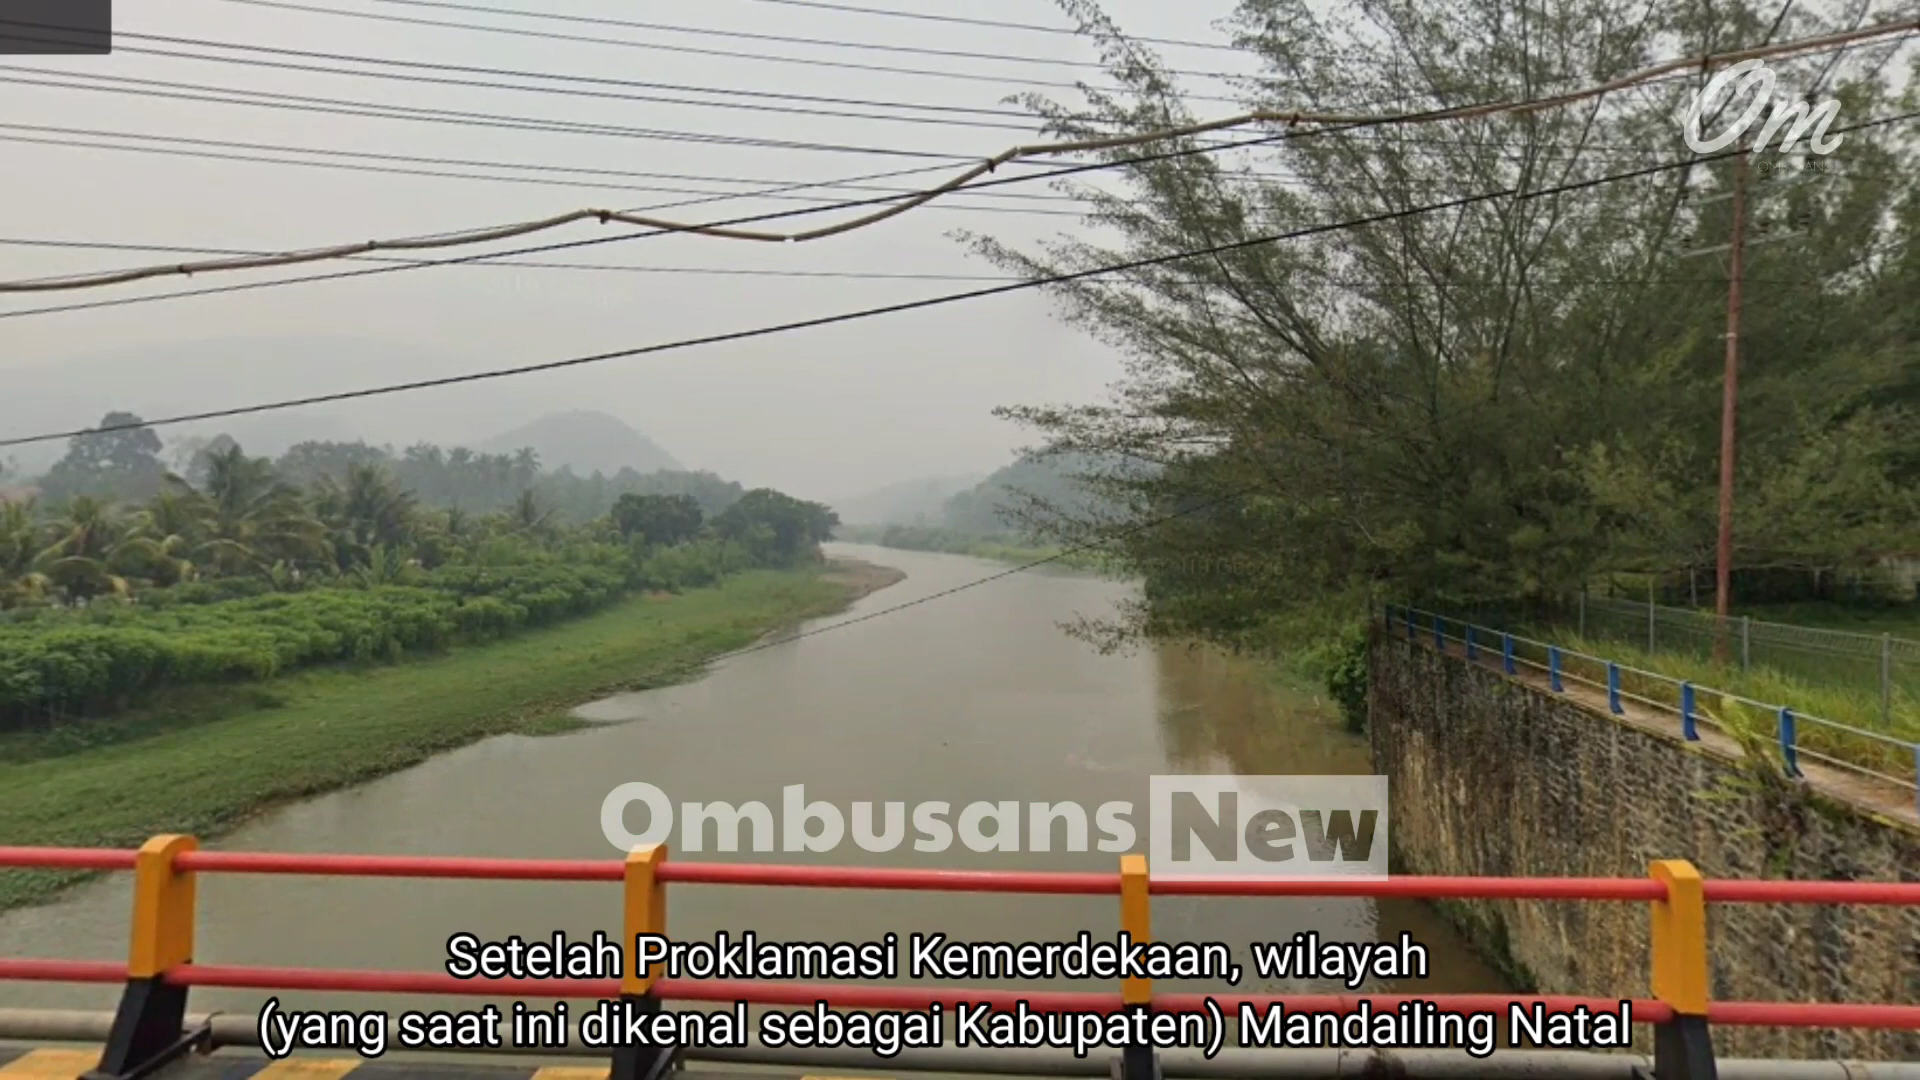 Om
Ombusans New
Setelah Proklamasi Kemerdekaan, wilayah
(yang saat ini dikenal sebagai Kabupaten) Mandailing Natal